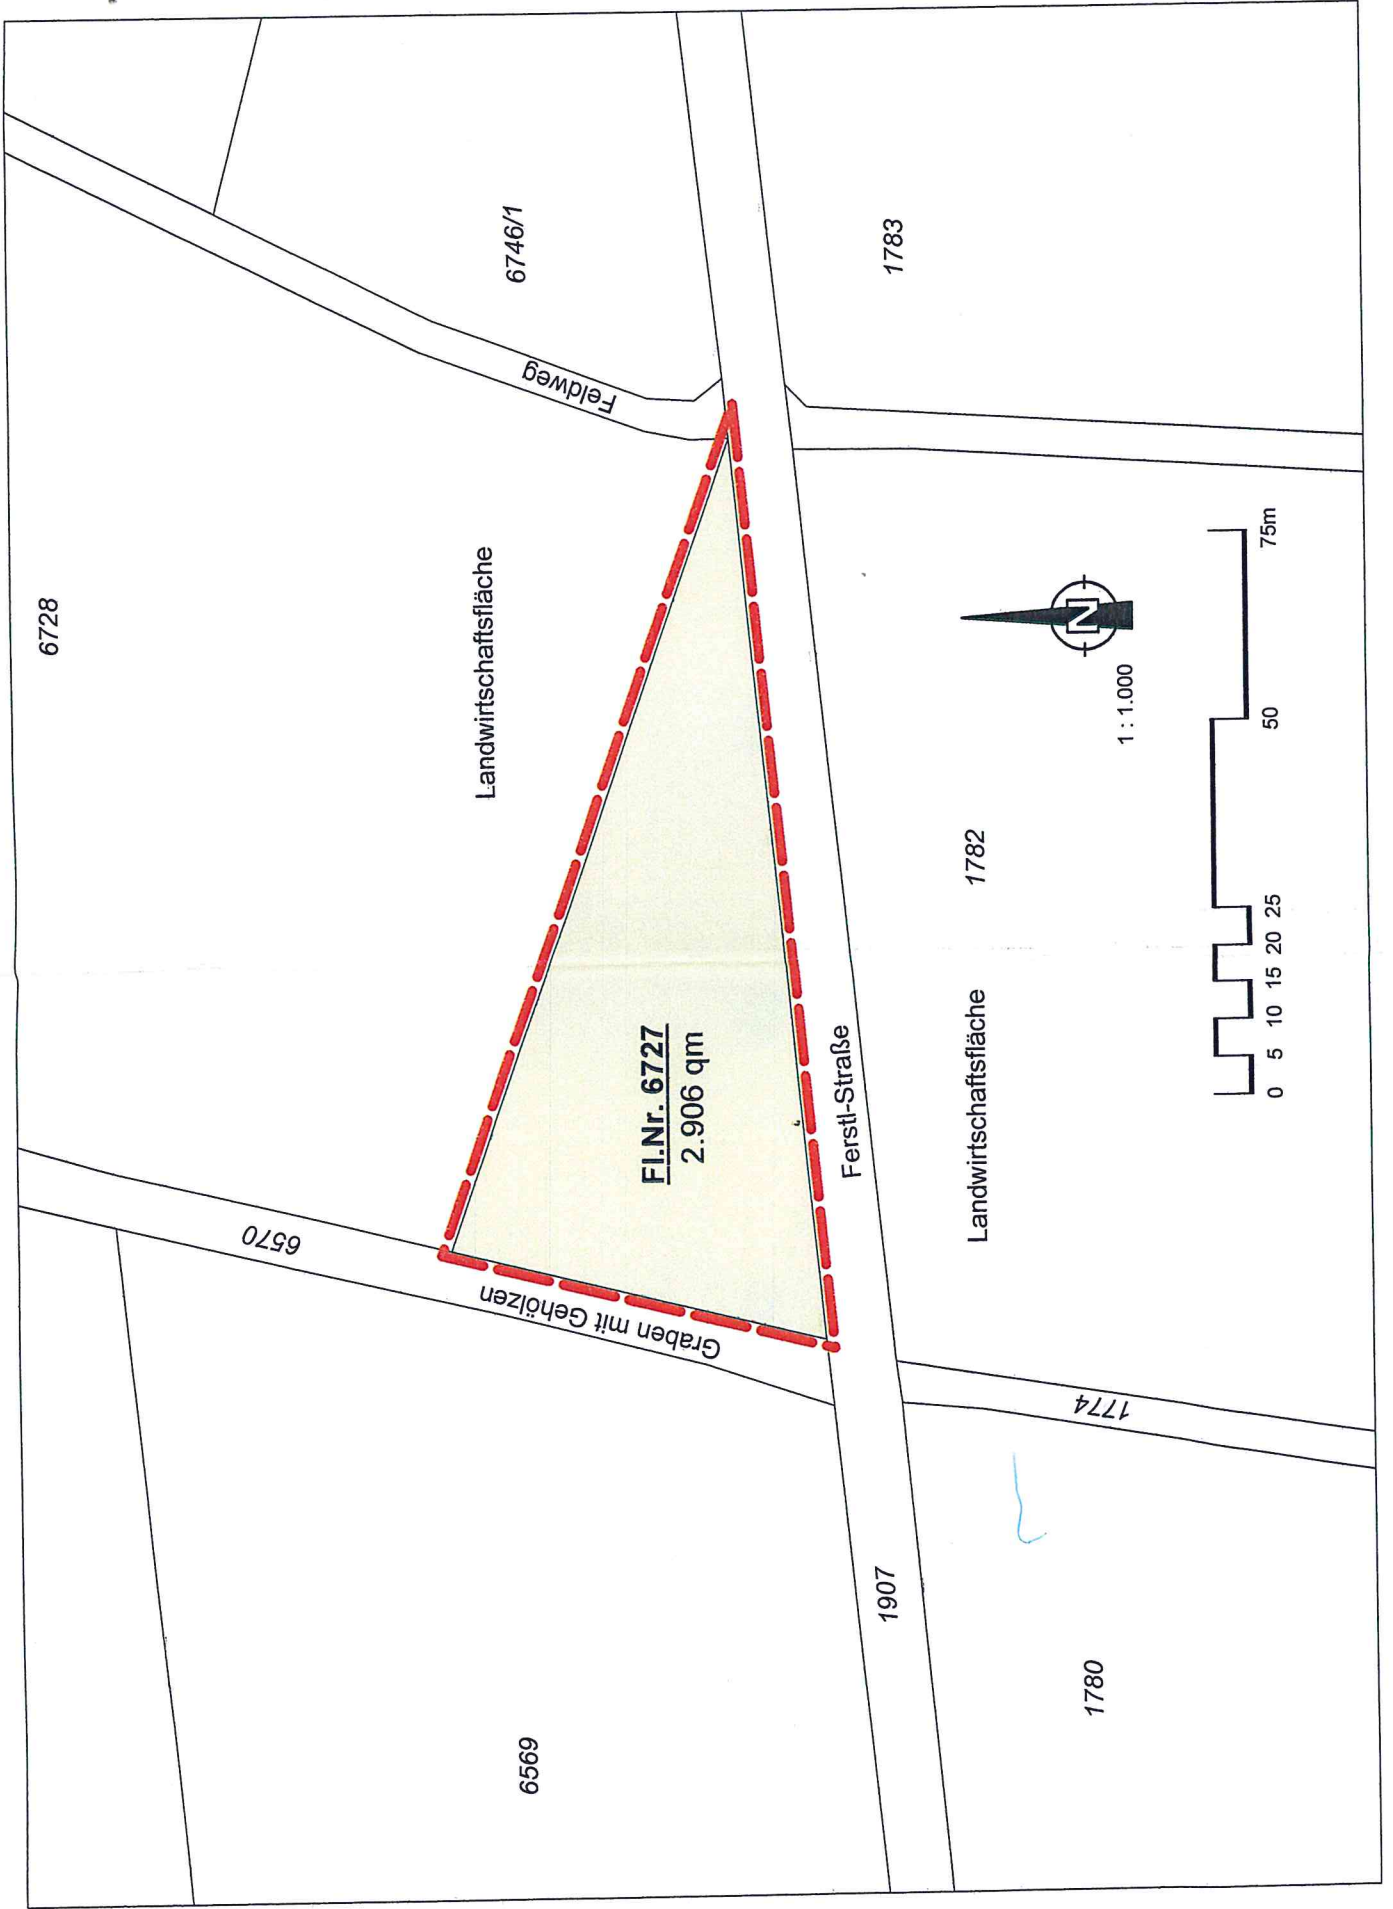 6728
Landwirtschaftsfläche
6746/1
Feldweg
6570
Graben mit Gehölzen
Fl.Nr. 6727
2.906 qm
6569
Ferstl-Straße
1907
1783
1782
Landwirtschaftsfläche
1774
1780
N
1 : 1.000
0 5 10 15 20 25 50 75m